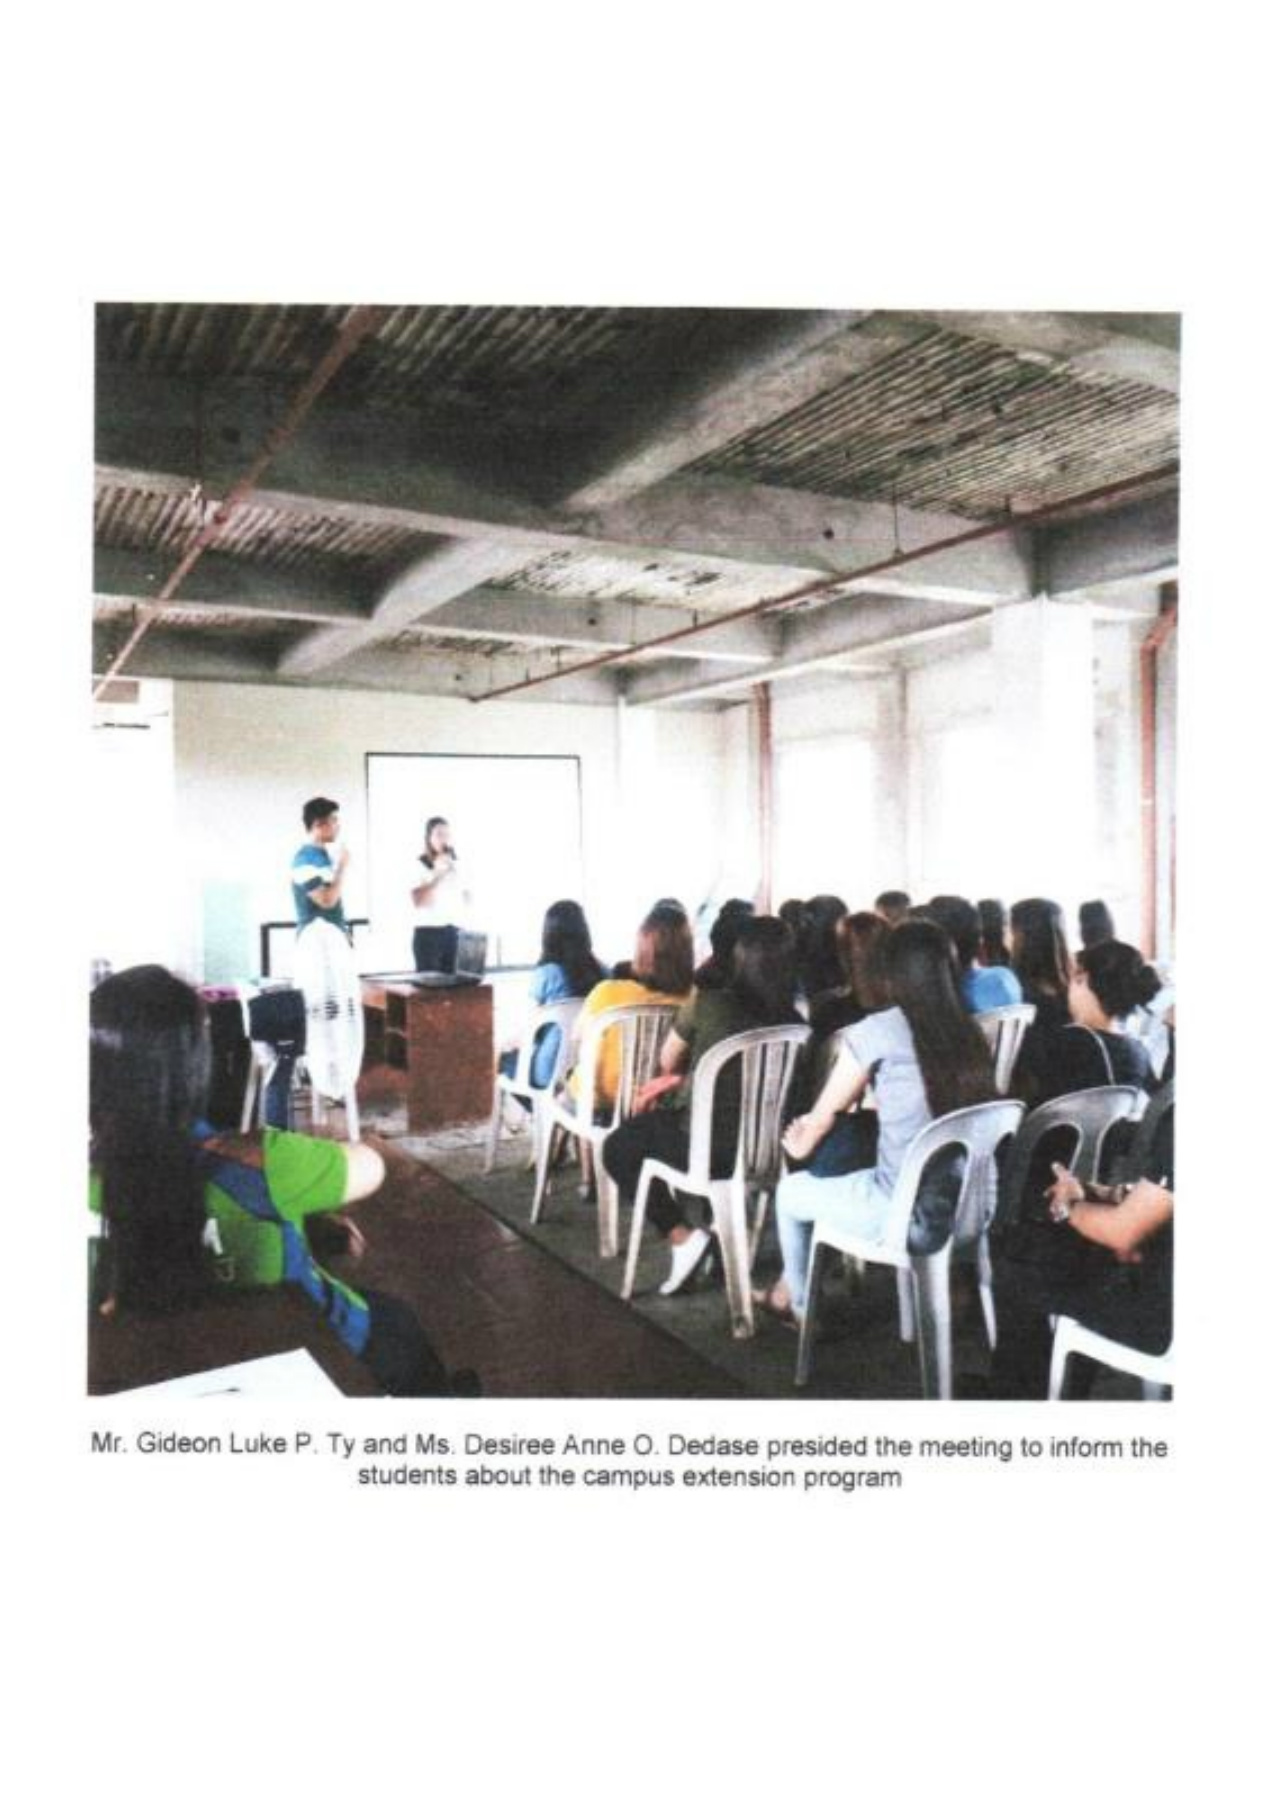 Mr. Gideon Luke P. Ty and Ms. Desiree Anne O. Dedase presided the meeting to inform the
students about the campus extension program